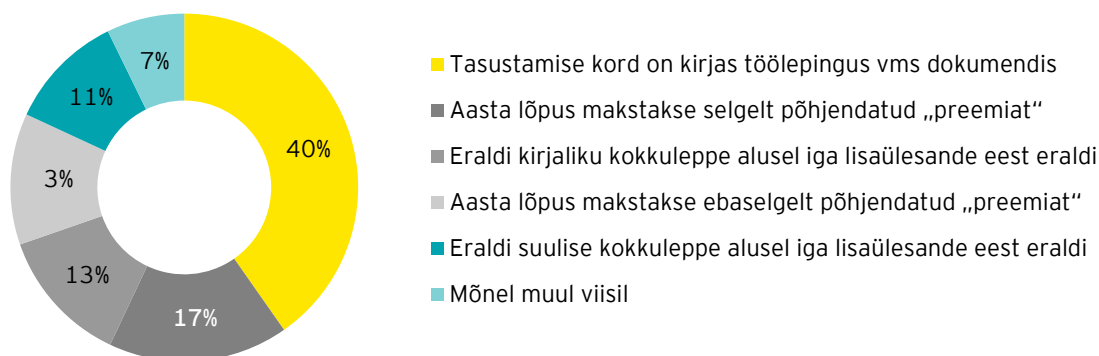 7%
11%
40%
3%
13%
17%
Tasustamise kord on kirjas töölepingus vms dokumendis
Aasta lõpus makstakse selgelt põhjendatud „preemiat“
Eraldi kirjaliku kokkuleppe alusel iga lisaülesande eest eraldi
Aasta lõpus makstakse ebaselgelt põhjendatud „preemiat“
Eraldi suulise kokkuleppe alusel iga lisaülesande eest eraldi
Mõnel muul viisil